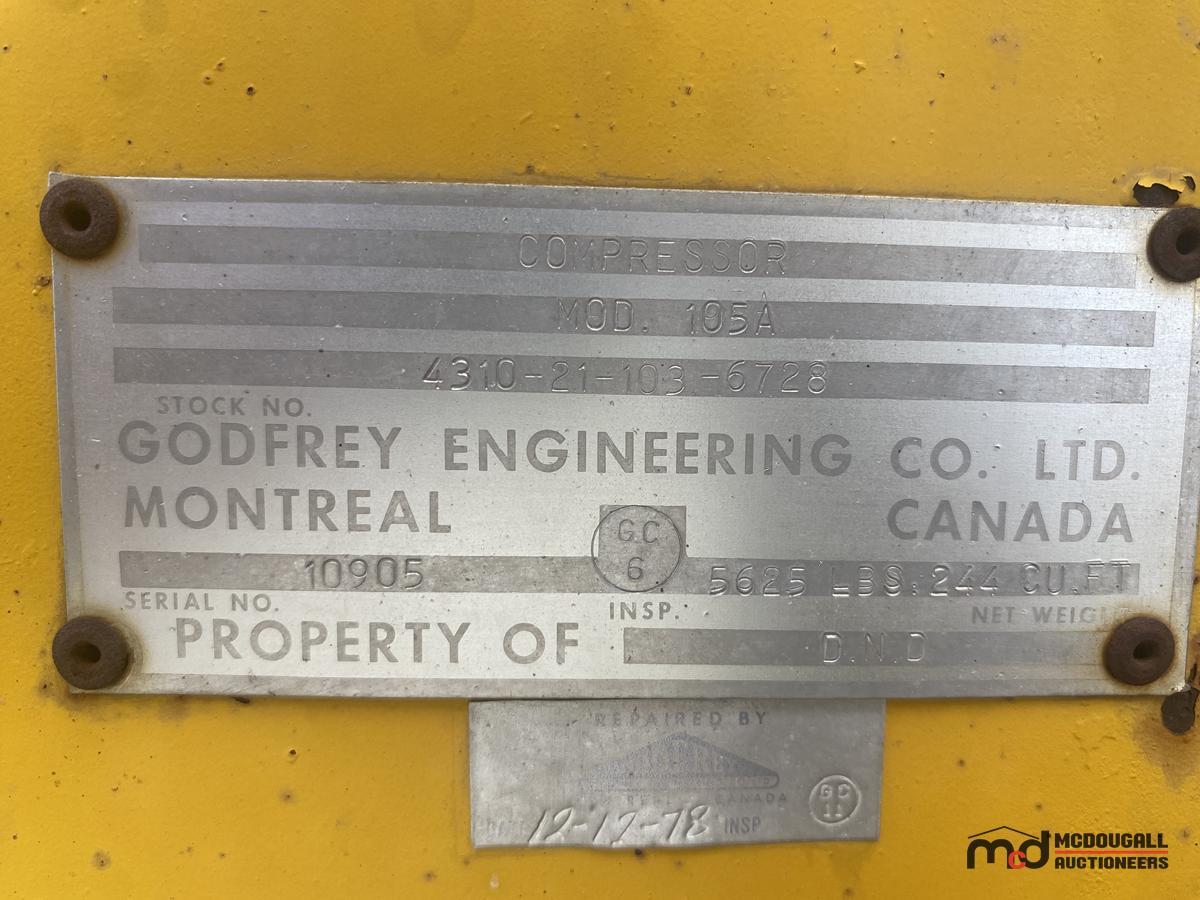 COMPRESSOR
MOD. 105A
4310-21-103-6728
STOCK NO.
GODFREY ENGINEERING CO. LTD.
MONTREAL CANADA
10905 GC 6 5625 LBS. 244 CU.FT
SERIAL NO. INSP. NET WEIGHT
PROPERTY OF D.N.D
REPAIRED BY
CANADA
12-12-78 INSP GC 11
mcd MCDOUGALL
AUCTIONEERS